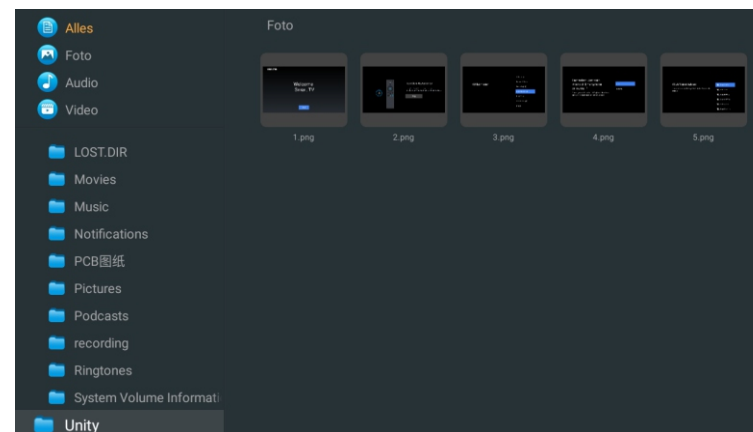 Alles
Foto
Audio
Video
LOST.DIR
Movies
Music
Notifications
PCB图纸
Pictures
Podcasts
recording
Ringtones
System Volume Informati
Unity
Foto
Welcome
1.png
2.png
3.png
4.png
5.png